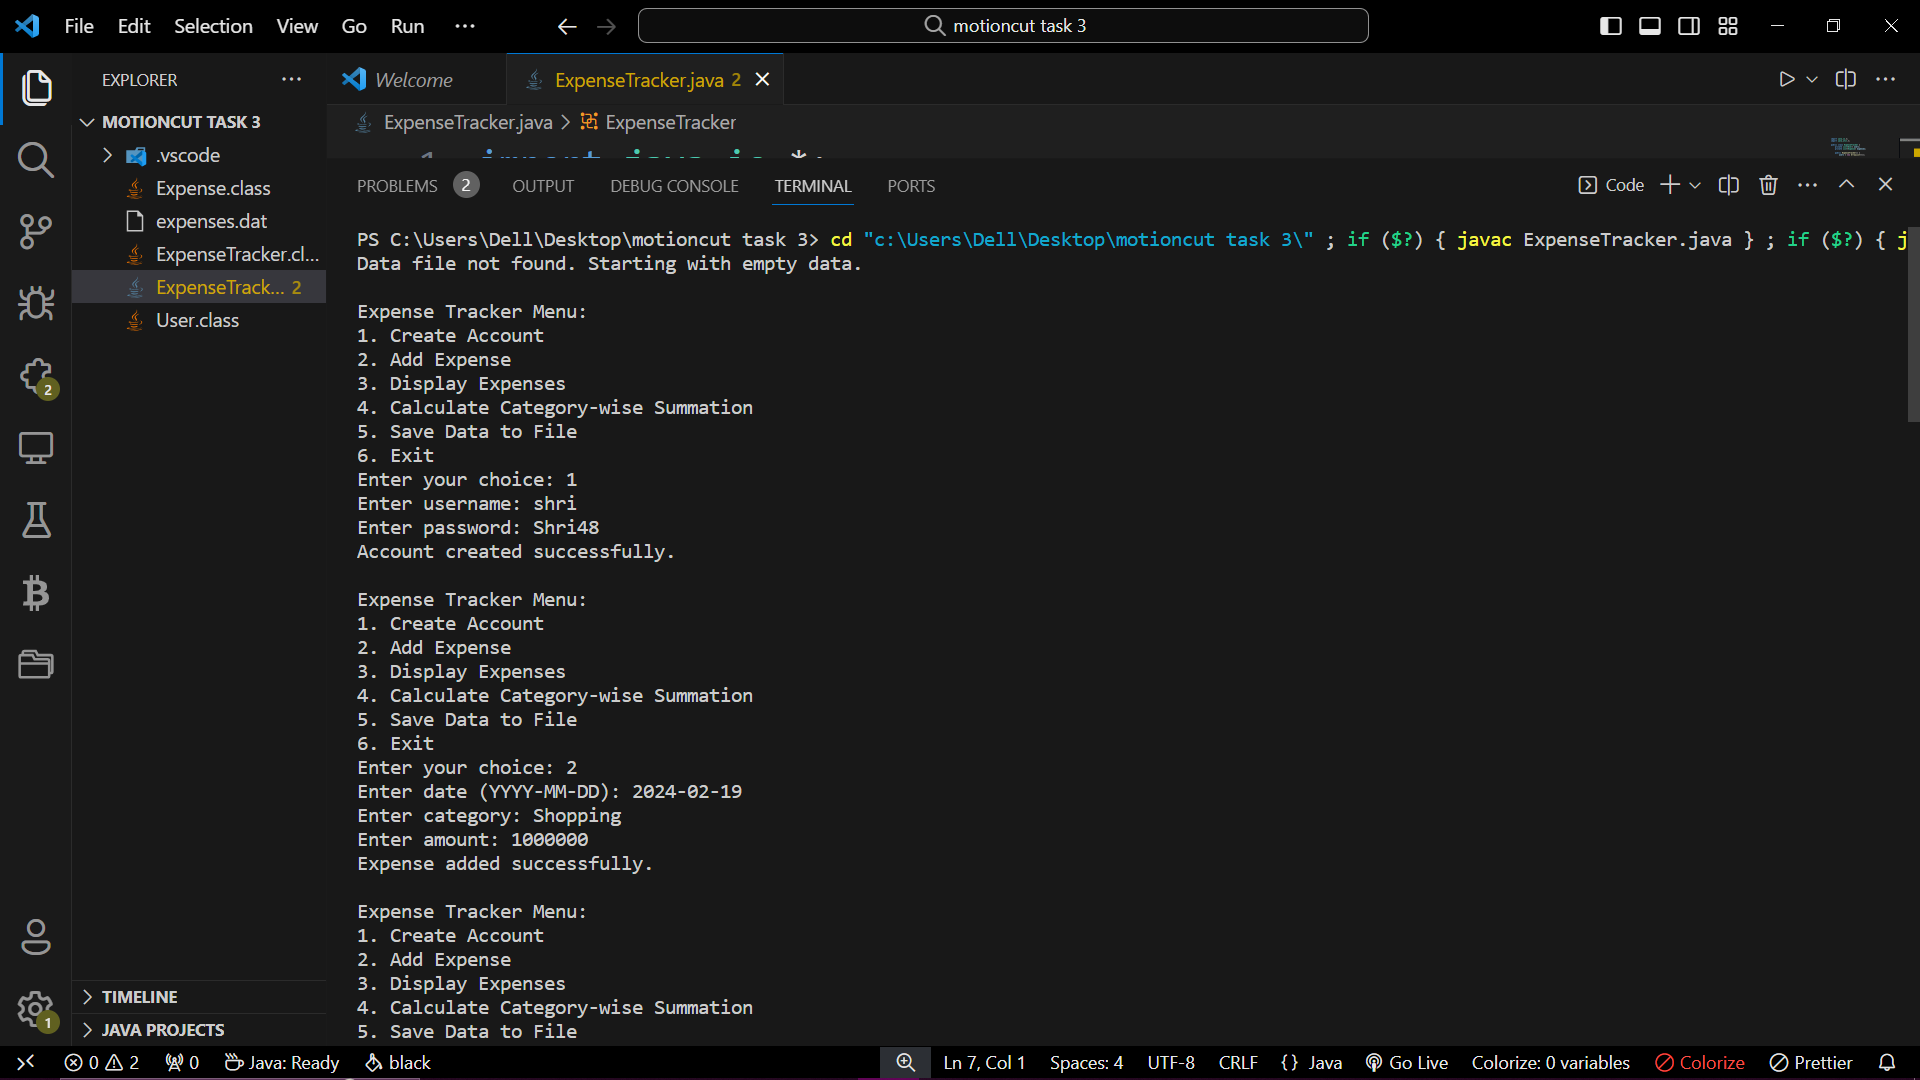 File Edit Selection View Go Run ··· motioncut task 3
EXPLORER ···
Welcome
ExpenseTracker.java 2
MOTIONCUT TASK 3
.vscode
Expense.class
expenses.dat
ExpenseTracker.cl...
ExpenseTrack... 2
User.class
ExpenseTracker.java > ExpenseTracker
PROBLEMS 2 OUTPUT DEBUG CONSOLE TERMINAL PORTS
Code
PS C:\Users\Dell\Desktop\motioncut task 3> cd "c:\Users\Dell\Desktop\motioncut task 3\" ; if ($?) { javac ExpenseTracker.java } ; if ($?) { j
Data file not found. Starting with empty data.
Expense Tracker Menu:
1. Create Account
2. Add Expense
3. Display Expenses
4. Calculate Category-wise Summation
5. Save Data to File
6. Exit
Enter your choice: 1
Enter username: shri
Enter password: Shri48
Account created successfully.
Expense Tracker Menu:
1. Create Account
2. Add Expense
3. Display Expenses
4. Calculate Category-wise Summation
5. Save Data to File
6. Exit
Enter your choice: 2
Enter date (YYYY-MM-DD): 2024-02-19
Enter category: Shopping
Enter amount: 1000000
Expense added successfully.
Expense Tracker Menu:
1. Create Account
2. Add Expense
3. Display Expenses
4. Calculate Category-wise Summation
5. Save Data to File
2
1
TIMELINE
JAVA PROJECTS
0 2 0 Java: Ready black Ln 7, Col 1 Spaces: 4 UTF-8 CRLF {} Java Go Live Colorize: 0 variables Colorize Prettier